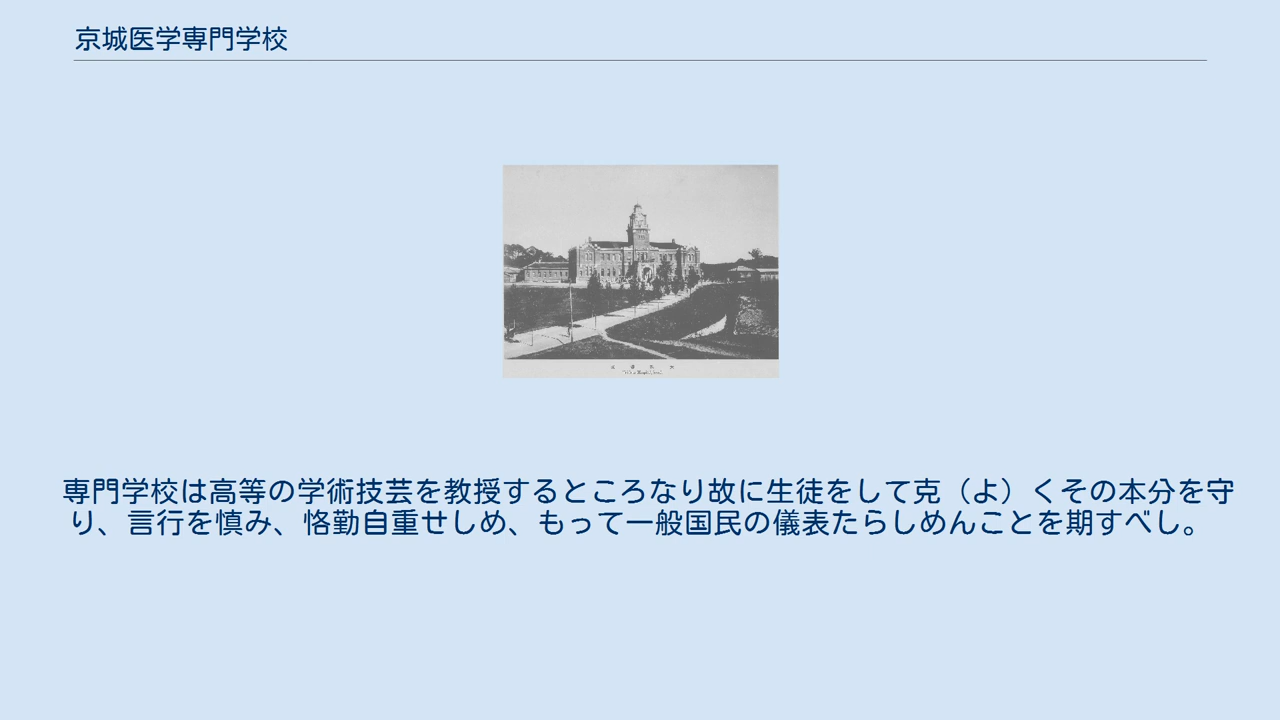 京城医学専門学校
専門学校は高等の学術技芸を教授するところなり故に生徒をして克（よ）くその本分を守
り、言行を慎み、恪勤自重せしめ、もって一般国民の儀表たらしめんことを期すべし。